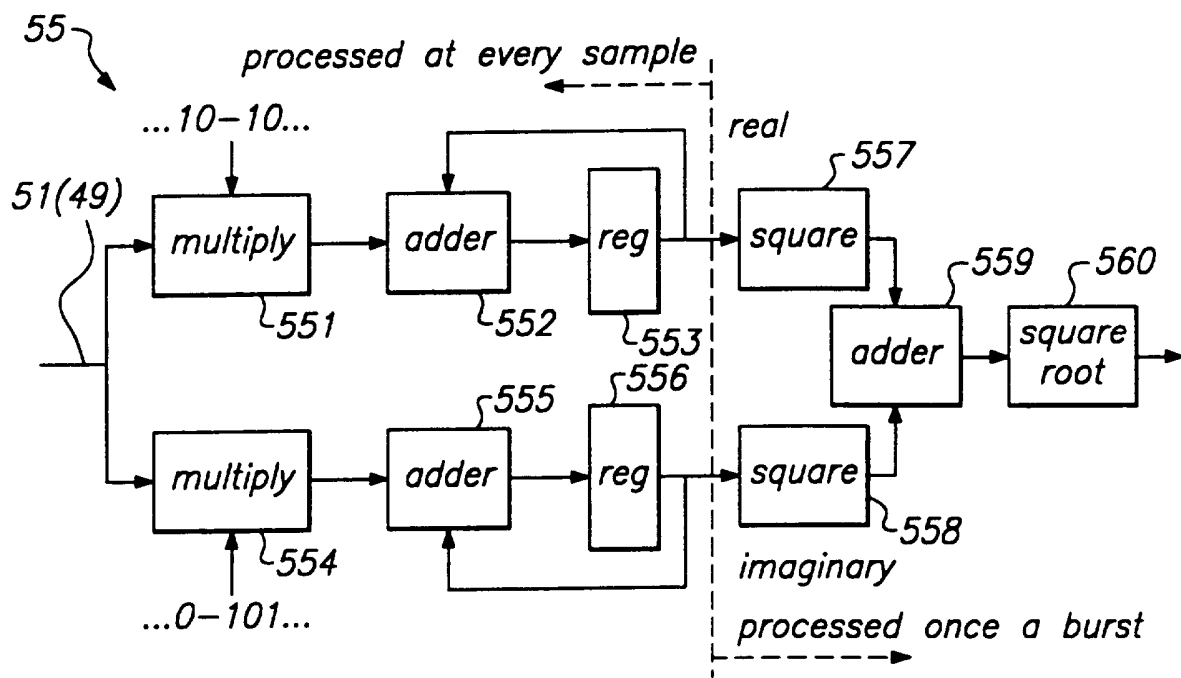 55
processed at every sample
...10-10...
real
557
51(49)
multiply
adder
reg
square
559
560
551
552
553
adder
square
root
556
555
multiply
adder
reg
square
554
558
imaginary
...0-101...
processed once a burst